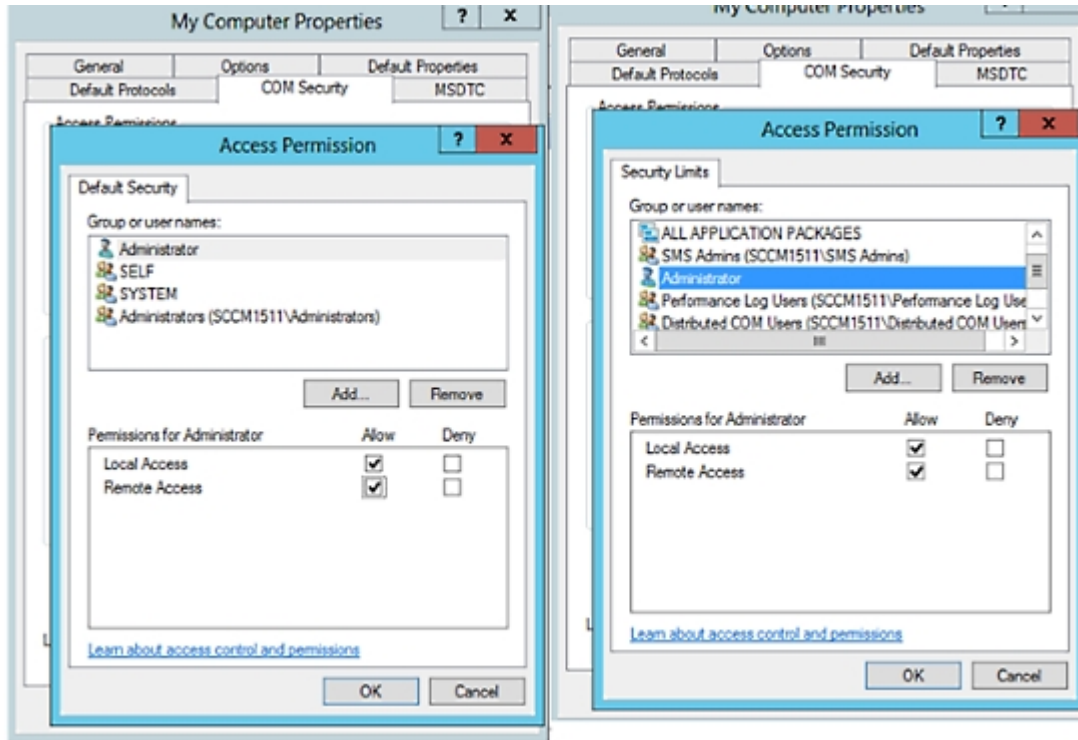 My Computer Properties
? X
General Options Default Properties
Default Protocols COM Security MSDTC
Access Permissions
Access Permission
? X
Default Security
Group or user names:
Administrator
SELF
SYSTEM
Administrators (SCCM1511\Administrators)
Add... Remove
Permissions for Administrator Allow Deny
Local Access
Remote Access
Learn about access control and permissions
OK Cancel
My Computer Properties
General Options Default Properties
Default Protocols COM Security MSDTC
Access Permissions
Access Permission
? X
Security Limits
Group or user names:
ALL APPLICATION PACKAGES
SMS Admins (SCCM1511\SMS Admins)
Administrator
Performance Log Users (SCCM1511\Performance Log Use
Distributed COM Users (SCCM1511\Distributed COM Users
Add... Remove
Permissions for Administrator Allow Deny
Local Access
Remote Access
Learn about access control and permissions
OK Cancel